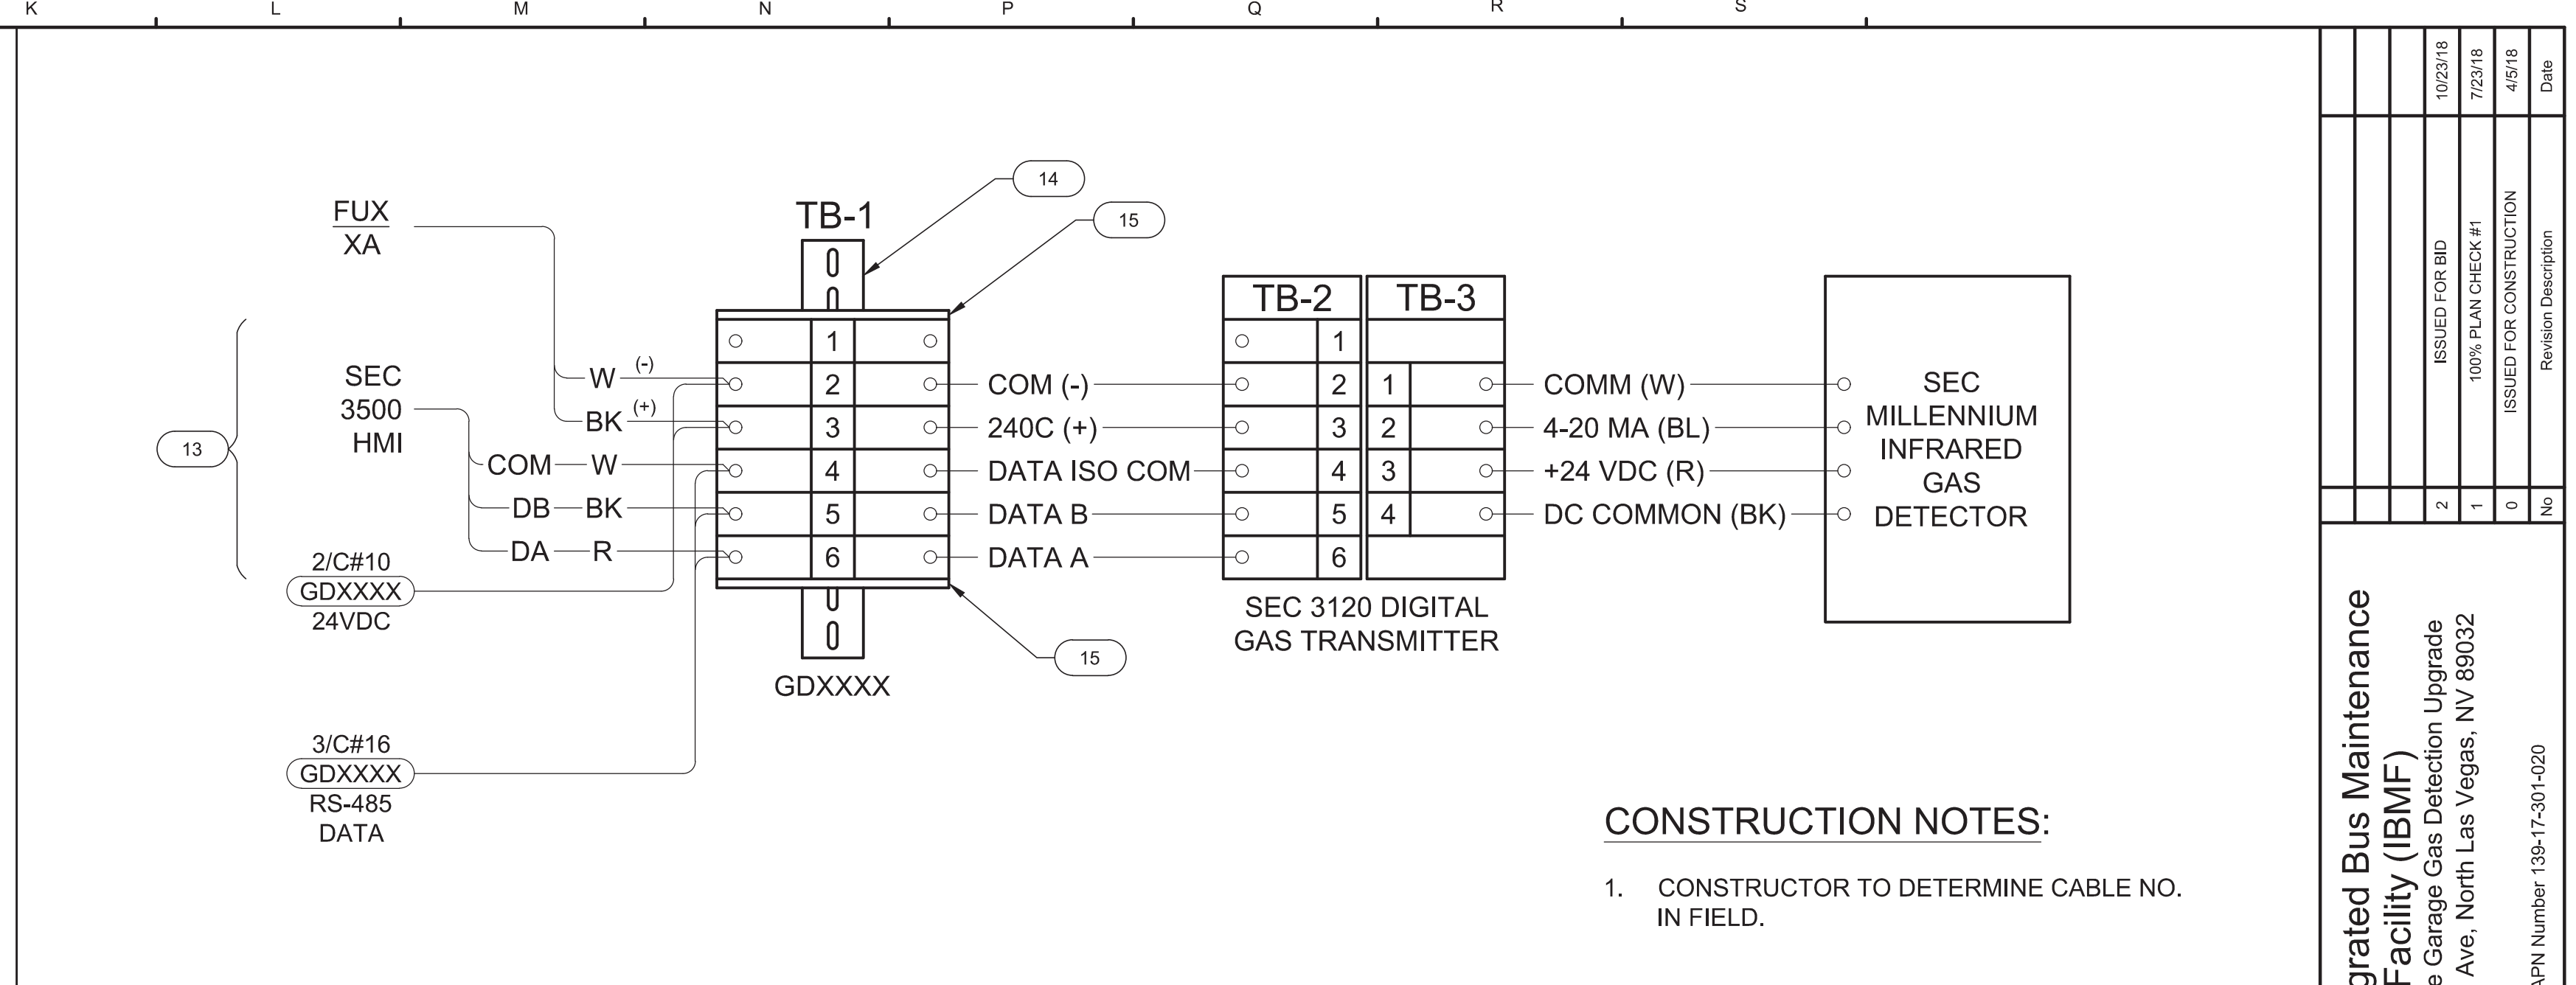 K L M N P Q R S
FUX
XA
SEC
3500
HMI
13
COM W
DB BK
DA R
W (-)
BK (+)
2/C#10
GDXXXX
24VDC
3/C#16
GDXXXX
RS-485
DATA
TB-1
14
15
1
2
3
4
5
6
15
GDXXXX
COM (-)
240C (+)
DATA ISO COM
DATA B
DATA A
TB-2 TB-3
1
2 1
3 2
4 3
5 4
6
SEC 3120 DIGITAL
GAS TRANSMITTER
COMM (W)
4-20 MA (BL)
+24 VDC (R)
DC COMMON (BK)
SEC
MILLENNIUM
INFRARED
GAS
DETECTOR
CONSTRUCTION NOTES:
1. CONSTRUCTOR TO DETERMINE CABLE NO.
IN FIELD.
2 ISSUED FOR BID 10/23/18
1 100% PLAN CHECK #1 7/23/18
0 ISSUED FOR CONSTRUCTION 4/5/18
No Revision Description Date
grated Bus Maintenance
Facility (IBMF)
e Garage Gas Detection Upgrade
Ave, North Las Vegas, NV 89032
APN Number 139-17-301-020